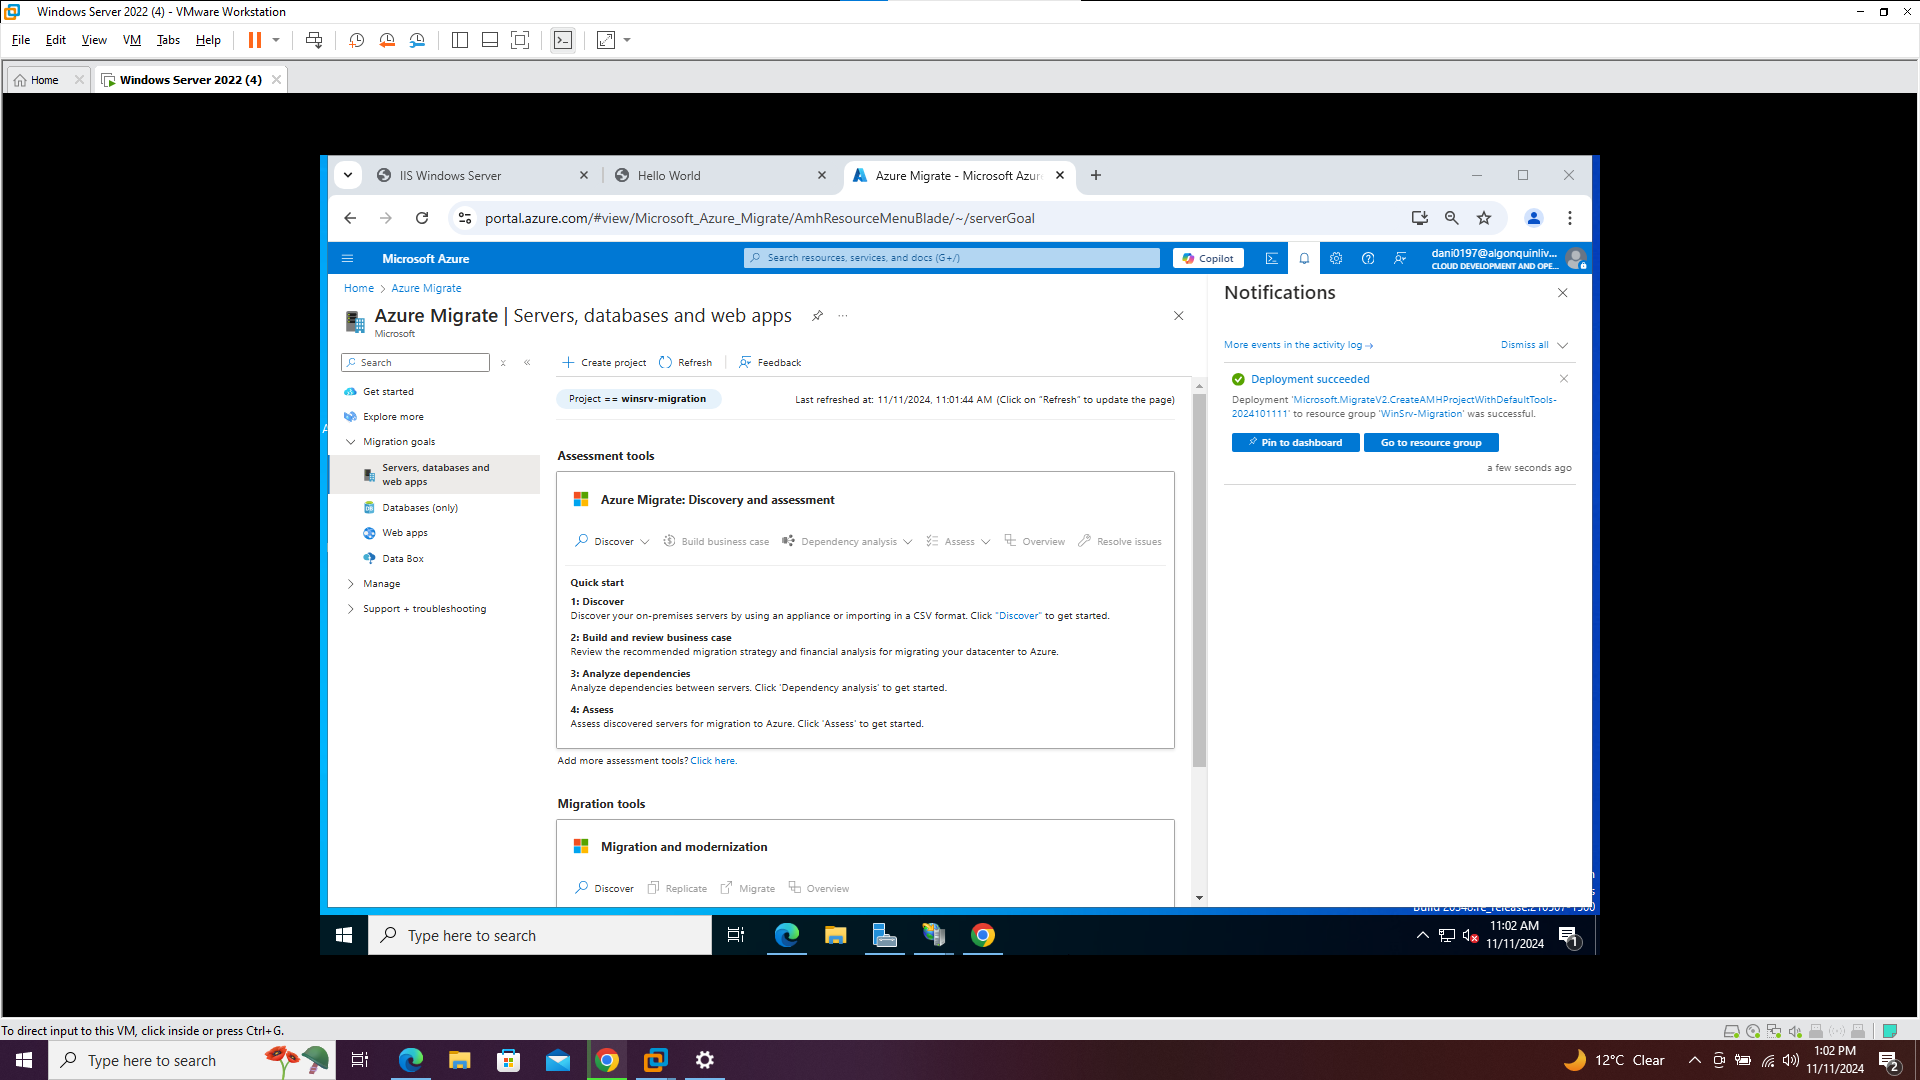 Windows Server 2022 (4) - VMware Workstation
File Edit View VM Tabs Help
Home
Windows Server 2022 (4)
IIS Windows Server
Hello World
Azure Migrate - Microsoft Azur
portal.azure.com/#view/Microsoft_Azure_Migrate/AmhResourceMenuBlade/~/serverGoal
Microsoft Azure
Search resources, services, and docs (G+/)
Copilot
dani0197@algonquinliv...
CLOUD DEVELOPMENT AND OPE...
Home > Azure Migrate
Azure Migrate | Servers, databases and web apps
Microsoft
Search
Get started
Explore more
Migration goals
Servers, databases and
web apps
Databases (only)
Web apps
Data Box
Manage
Support + troubleshooting
Create project
Refresh
Feedback
Project == winsrv-migration
Last refreshed at: 11/11/2024, 11:01:44 AM (Click on "Refresh" to update the page)
Assessment tools
Azure Migrate: Discovery and assessment
Discover
Build business case
Dependency analysis
Assess
Overview
Resolve issues
Quick start
1: Discover
Discover your on-premises servers by using an appliance or importing in a CSV format. Click "Discover" to get started.
2: Build and review business case
Review the recommended migration strategy and financial analysis for migrating your datacenter to Azure.
3: Analyze dependencies
Analyze dependencies between servers. Click 'Dependency analysis' to get started.
4: Assess
Assess discovered servers for migration to Azure. Click 'Assess' to get started.
Add more assessment tools? Click here.
Migration tools
Migration and modernization
Discover
Replicate
Migrate
Overview
Notifications
More events in the activity log →
Dismiss all
Deployment succeeded
Deployment 'Microsoft.MigrateV2.CreateAMHProjectWithDefaultTools-
2024101111' to resource group 'WinSrv-Migration' was successful.
Pin to dashboard
Go to resource group
a few seconds ago
Type here to search
11:02 AM
11/11/2024
1
To direct input to this VM, click inside or press Ctrl+G.
Type here to search
12°C Clear
1:02 PM
11/11/2024
2